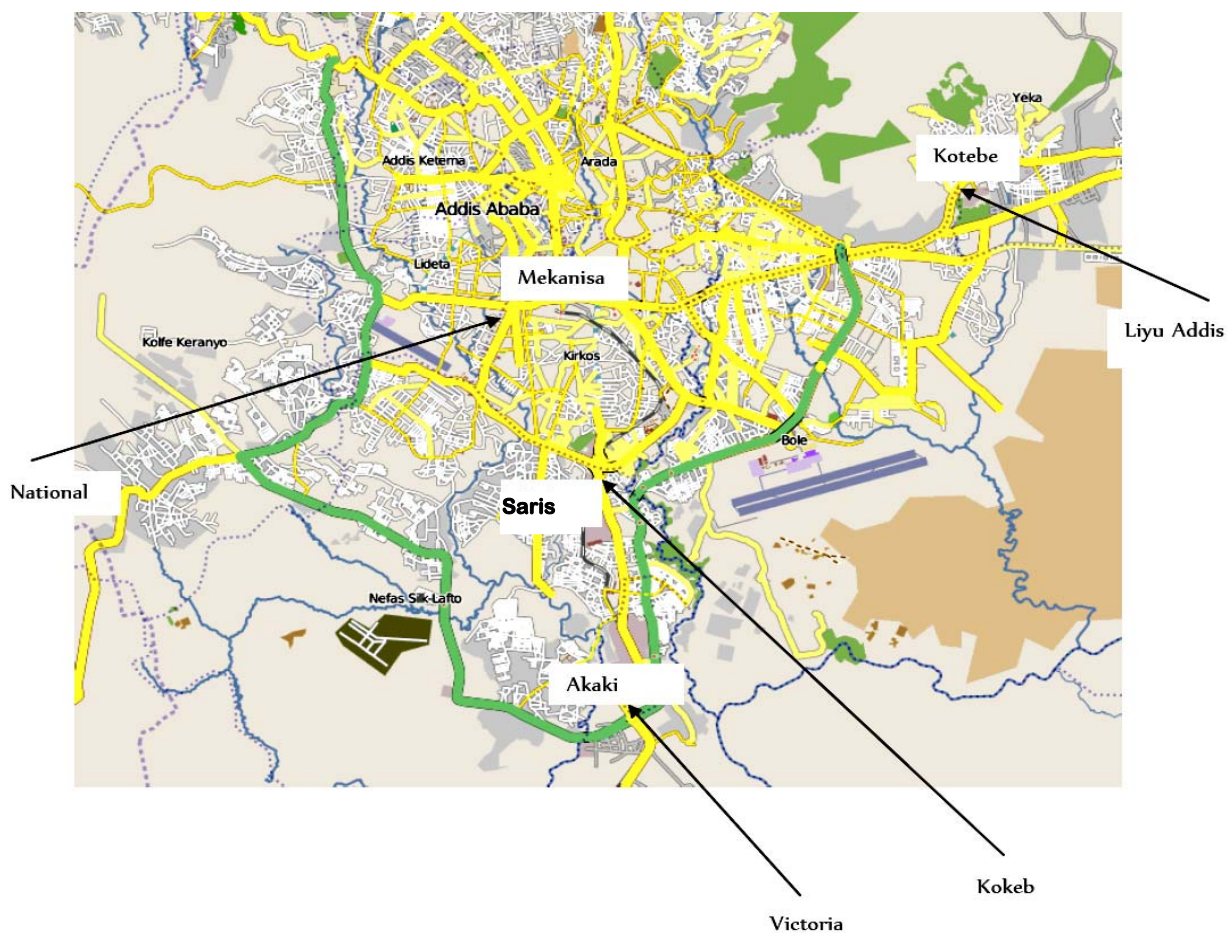 Yeka
Kotebe
Addis Ketema
Arada
Addis Ababa
Lideta
Mekanisa
Liyu Addis
Kolfe Keranyo
Kirkos
Bole
National
Saris
Nefas Silk-Lafto
Akaki
Kokeb
Victoria